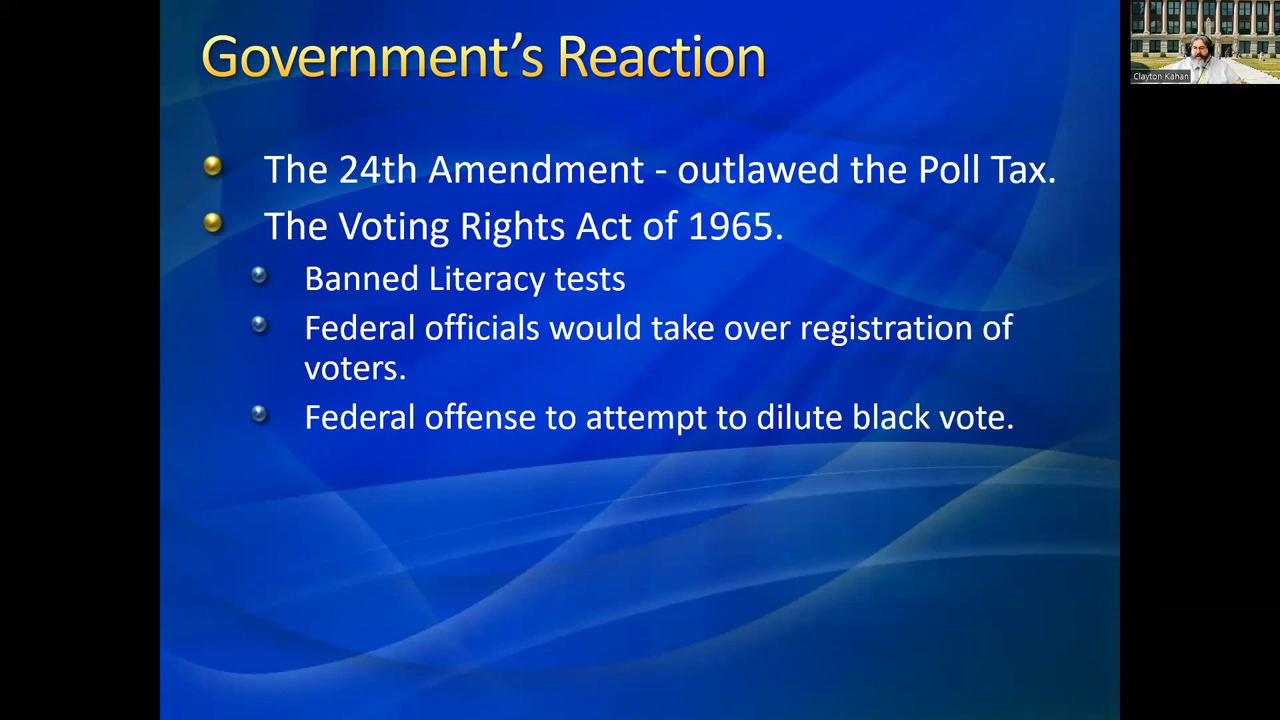 Government's Reaction
The 24th Amendment - outlawed the Poll Tax.
The Voting Rights Act of 1965.
Banned Literacy tests
Federal officials would take over registration of
voters.
Federal offense to attempt to dilute black vote.
Clayton Kahan